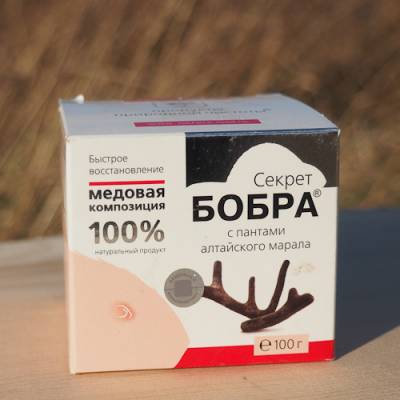 Быстрое
восстановление
МЕДОВАЯ
КОМПОЗИЦИЯ
100%
натуральный продукт
Секрет
БОБРА®
с пантами
алтайского марала
℮ 100 г